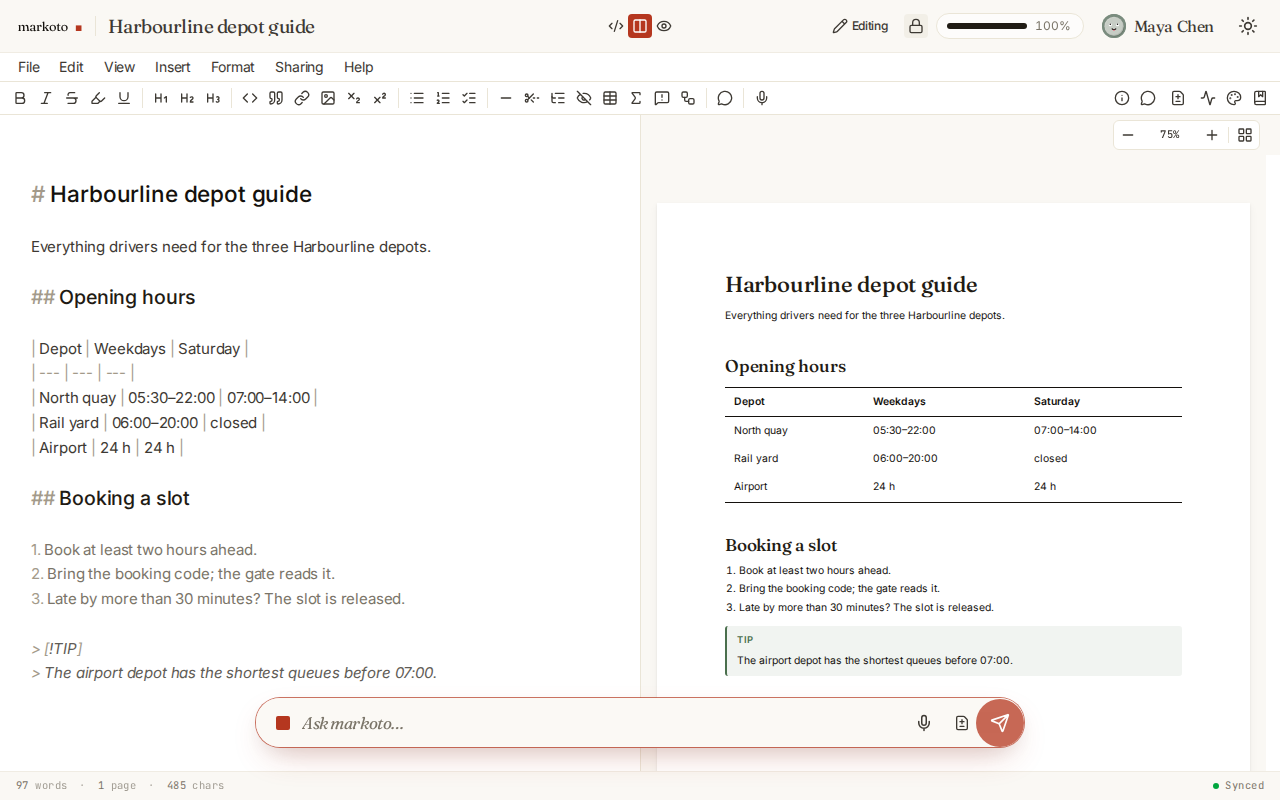 markoto
Harbourline depot guide
Editing
100%
Maya Chen
File Edit View Insert Format Sharing Help
B I S U H1 H2 H3 X2 X2
75%
# Harbourline depot guide
Everything drivers need for the three Harbourline depots.
## Opening hours
| Depot | Weekdays | Saturday |
| --- | --- | --- |
| North quay | 05:30–22:00 | 07:00–14:00 |
| Rail yard | 06:00–20:00 | closed |
| Airport | 24 h | 24 h |
## Booking a slot
1. Book at least two hours ahead.
2. Bring the booking code; the gate reads it.
3. Late by more than 30 minutes? The slot is released.
> [!TIP]
> The airport depot has the shortest queues before 07:00.
Harbourline depot guide
Everything drivers need for the three Harbourline depots.
Opening hours
Depot Weekdays Saturday
North quay 05:30–22:00 07:00–14:00
Rail yard 06:00–20:00 closed
Airport 24 h 24 h
Booking a slot
1. Book at least two hours ahead.
2. Bring the booking code; the gate reads it.
3. Late by more than 30 minutes? The slot is released.
TIP
The airport depot has the shortest queues before 07:00.
Ask markoto...
97 words · 1 page · 485 chars
Synced